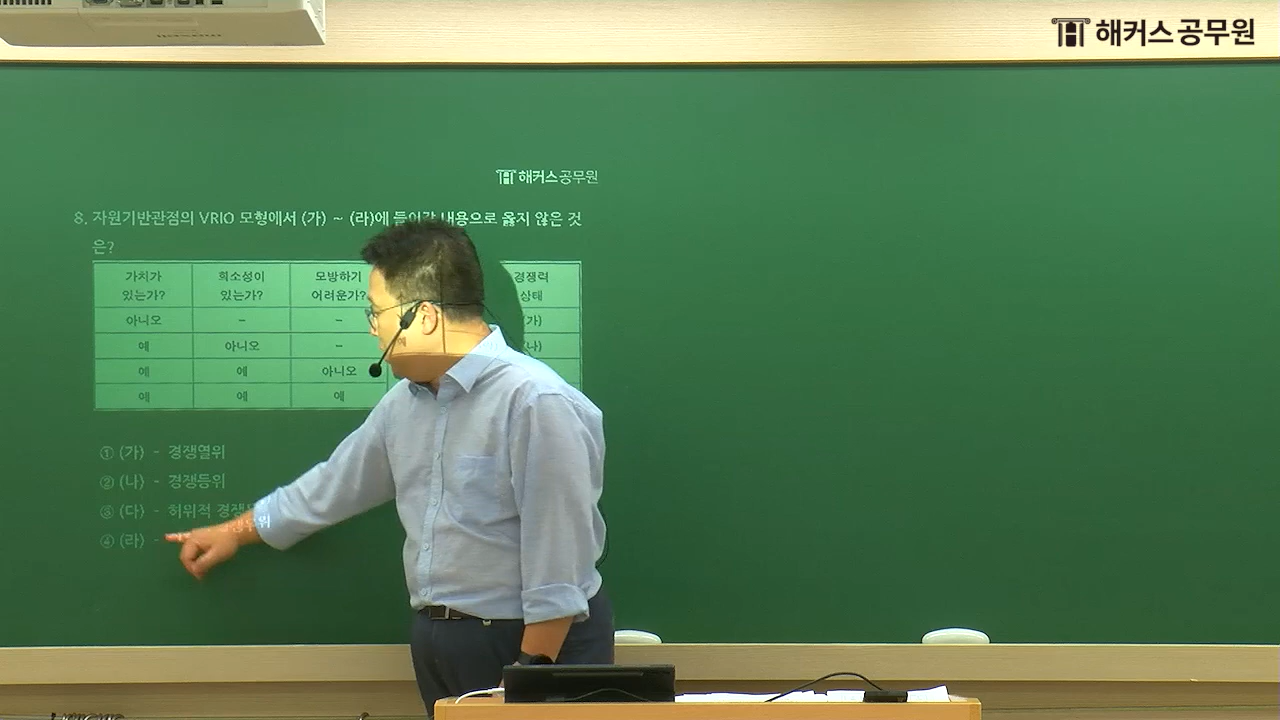 해커스공무원
해커스공무원
8. 자원기반관점의 VRIO 모형에서 (가) ~ (라)에 들어갈 내용으로 옳지 않은 것
은?
가치가 희소성이 모방하기 경쟁력
있는가? 있는가? 어려운가? 상태
아니오 - - (가)
예 아니오 - (나)
예 예 아니오
예 예 예
① (가) - 경쟁열위
② (나) - 경쟁등위
③ (다) - 허위적
④ (라) -